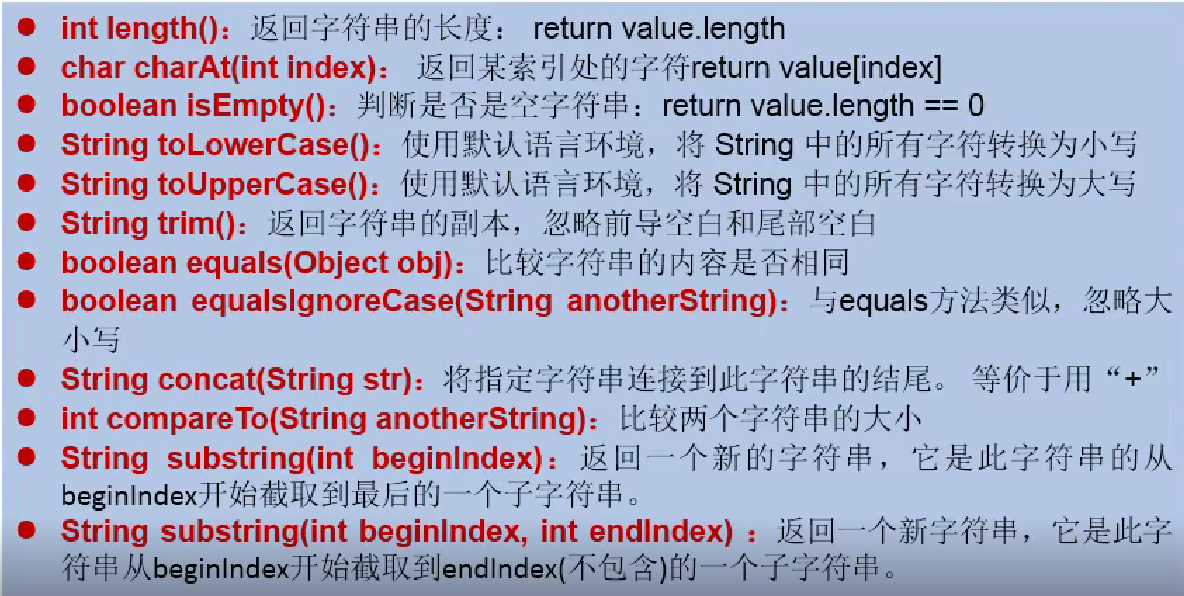 ● int length()：返回字符串的长度： return value.length
● char charAt(int index)： 返回某索引处的字符return value[index]
● boolean isEmpty()：判断是否是空字符串：return value.length == 0
● String toLowerCase()：使用默认语言环境，将 String 中的所有字符转换为小写
● String toUpperCase()：使用默认语言环境，将 String 中的所有字符转换为大写
● String trim()：返回字符串的副本，忽略前导空白和尾部空白
● boolean equals(Object obj)：比较字符串的内容是否相同
● boolean equalsIgnoreCase(String anotherString)：与equals方法类似，忽略大
小写
● String concat(String str)：将指定字符串连接到此字符串的结尾。 等价于用“+”
● int compareTo(String anotherString)：比较两个字符串的大小
● String substring(int beginIndex)：返回一个新的字符串，它是此字符串的从
beginIndex开始截取到最后的一个子字符串。
● String substring(int beginIndex, int endIndex) ：返回一个新字符串，它是此字
符串从beginIndex开始截取到endIndex(不包含)的一个子字符串。